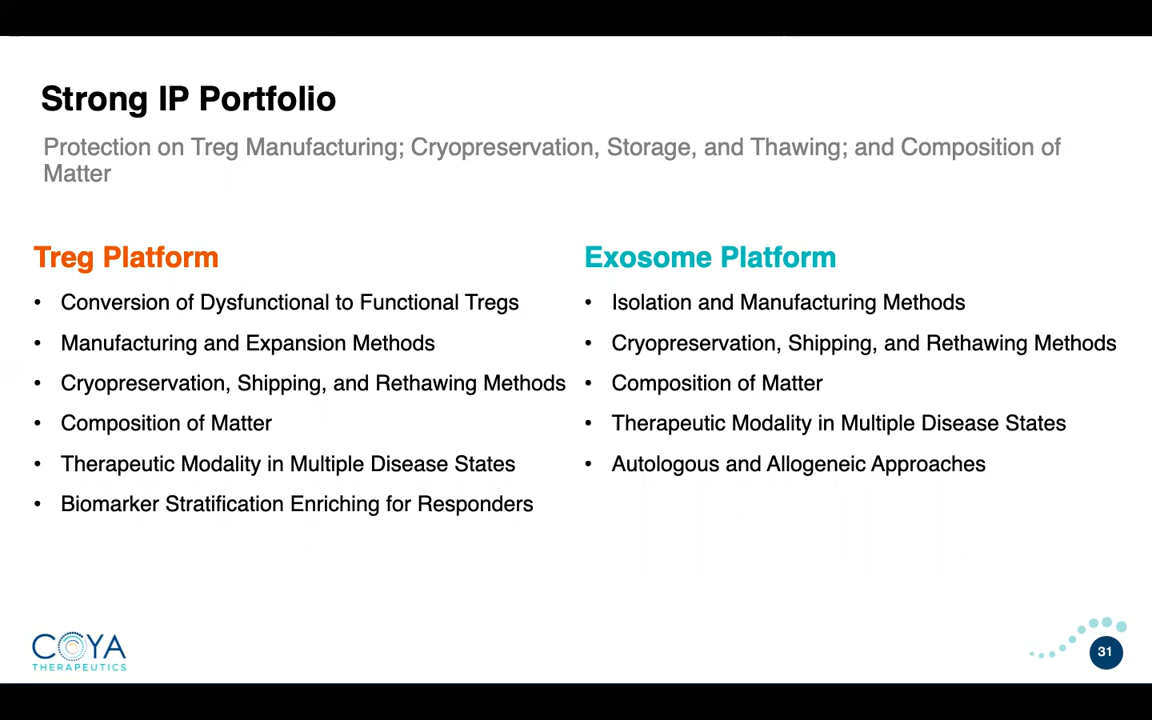 Strong IP Portfolio
Protection on Treg Manufacturing; Cryopreservation, Storage, and Thawing; and Composition of
Matter
Treg Platform
• Conversion of Dysfunctional to Functional Tregs
• Manufacturing and Expansion Methods
• Cryopreservation, Shipping, and Rethawing Methods
• Composition of Matter
• Therapeutic Modality in Multiple Disease States
• Biomarker Stratification Enriching for Responders
Exosome Platform
• Isolation and Manufacturing Methods
• Cryopreservation, Shipping, and Rethawing Methods
• Composition of Matter
• Therapeutic Modality in Multiple Disease States
• Autologous and Allogeneic Approaches
COYA
THERAPEUTICS
31